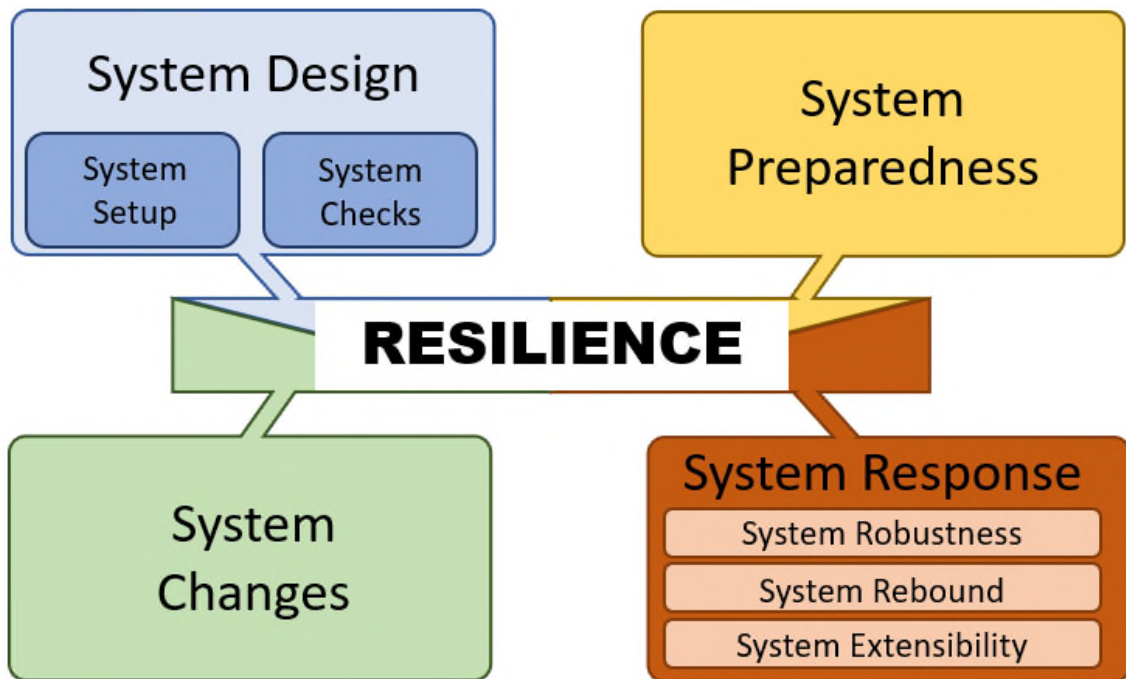 System Design
System
Setup
System
Checks
System
Preparedness
RESILIENCE
System
Changes
System Response
System Robustness
System Rebound
System Extensibility